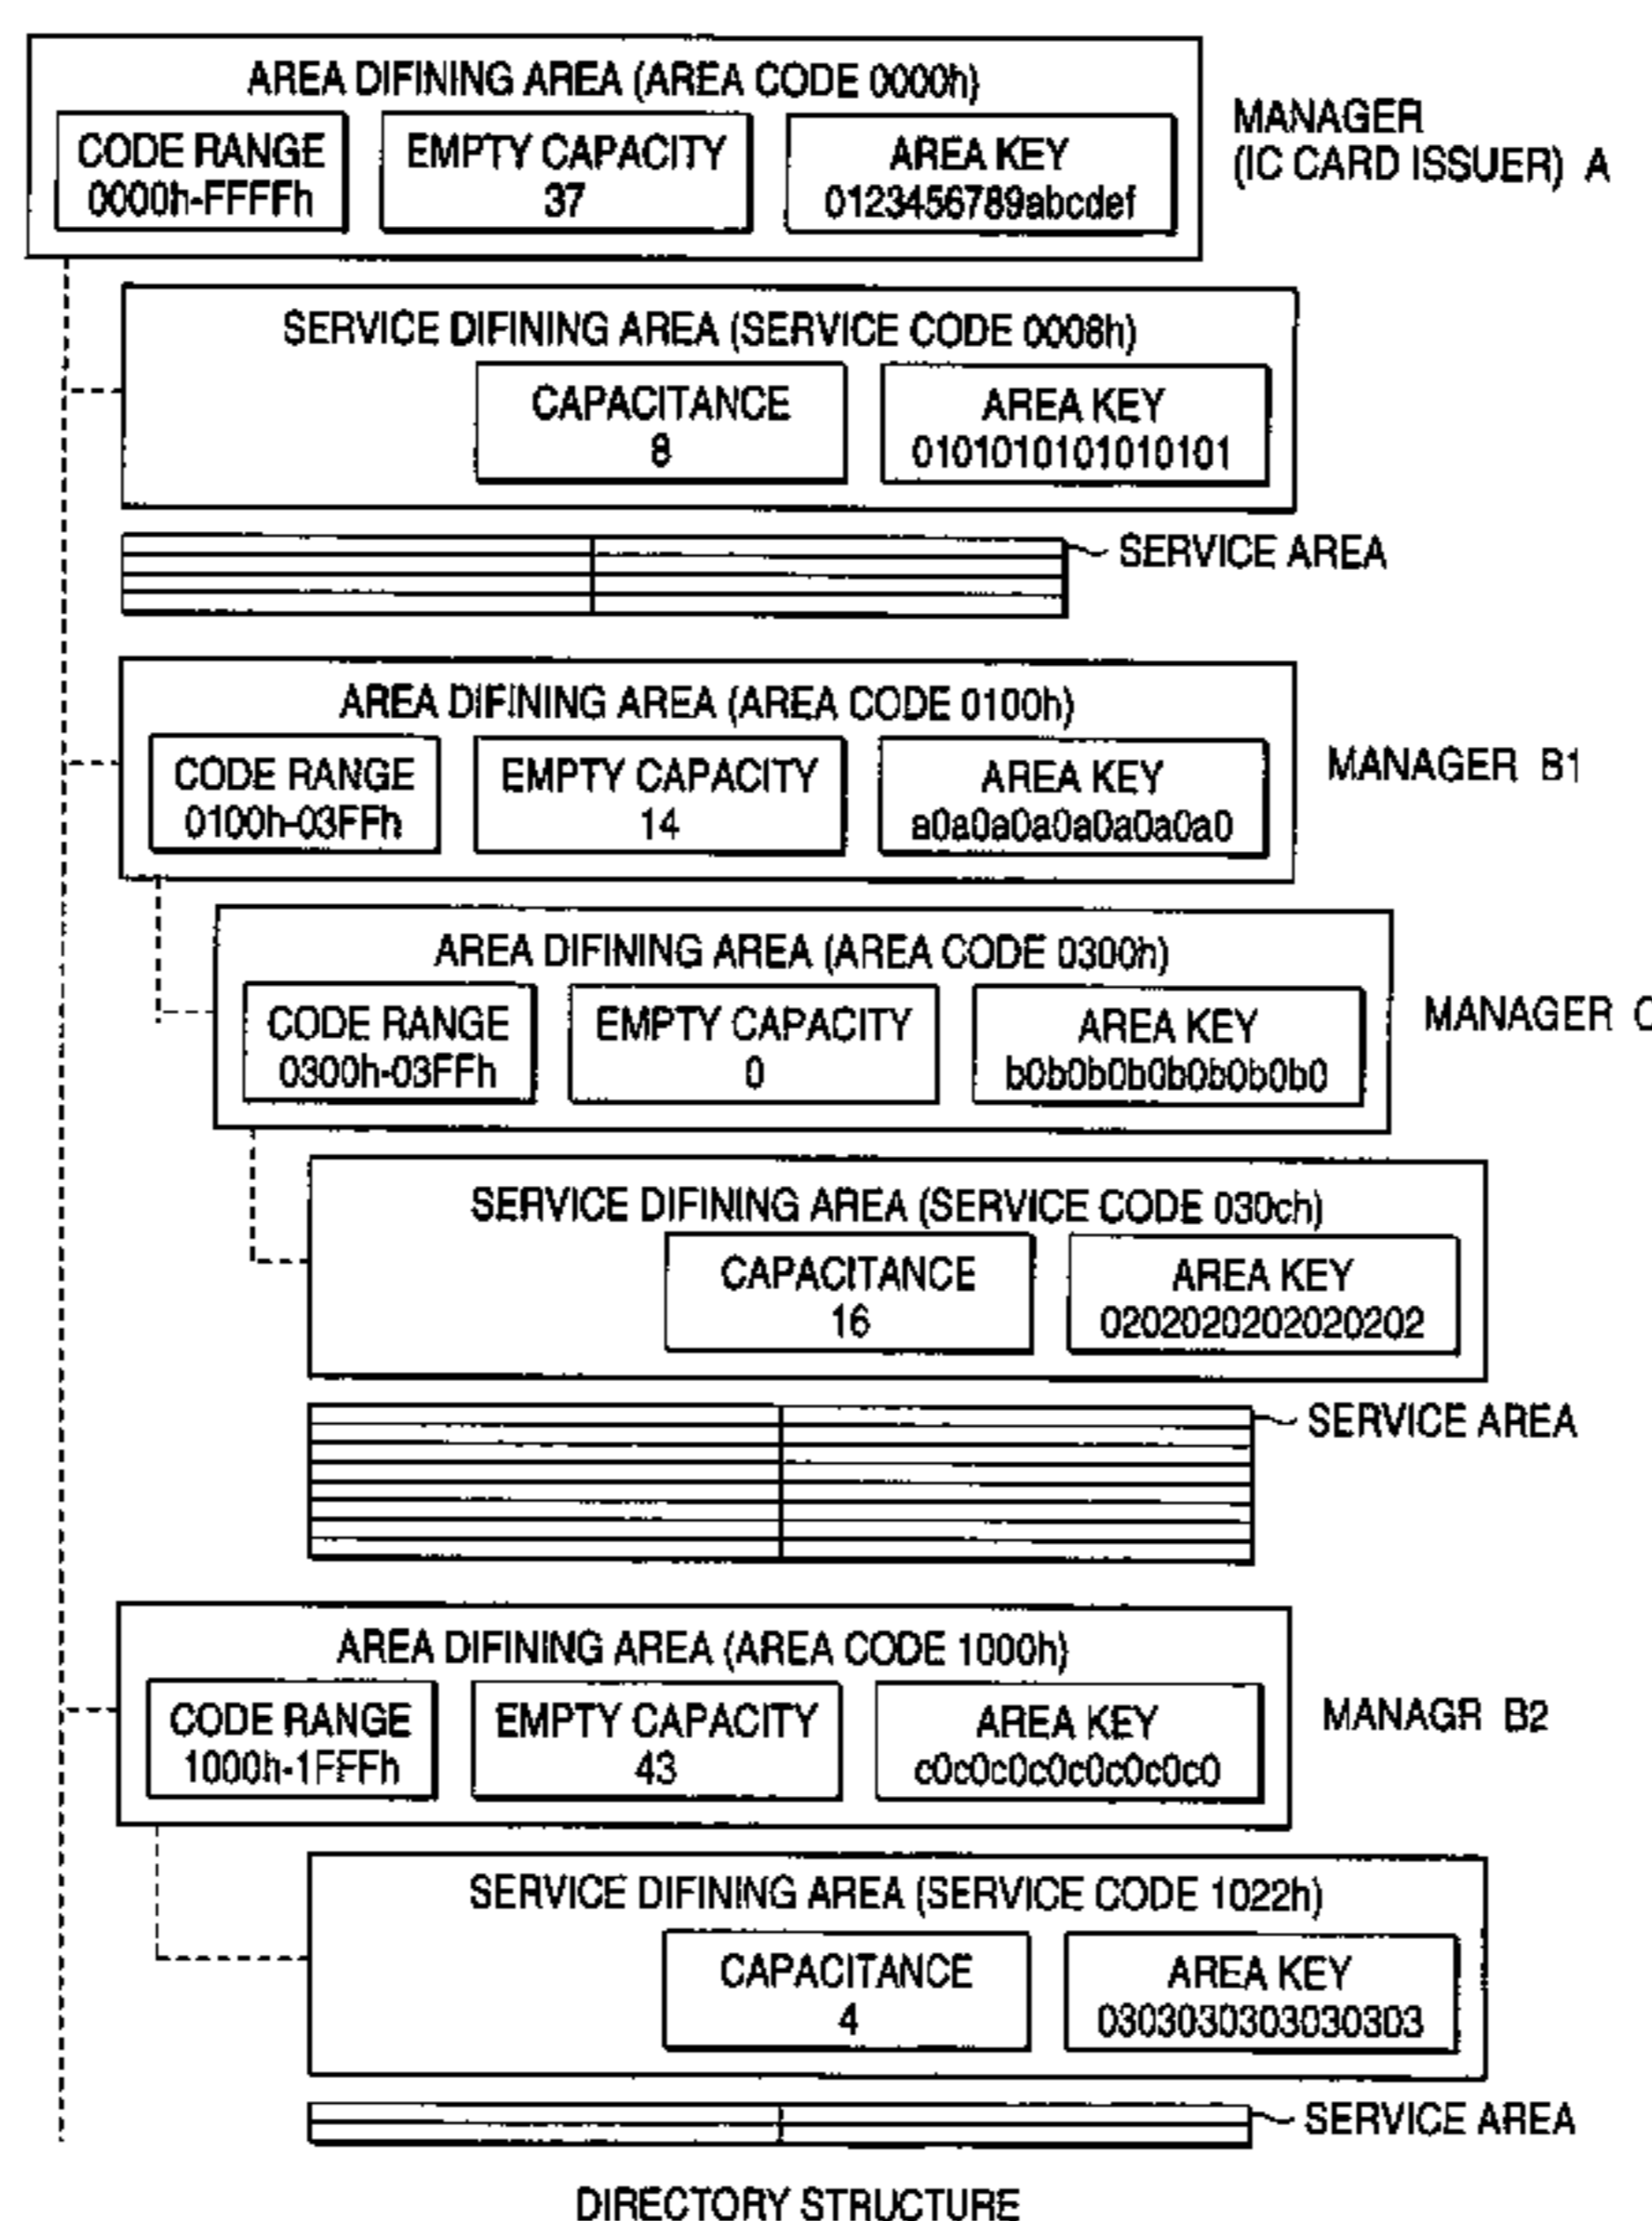 AREA DIFINING AREA (AREA CODE 0000h)
CODE RANGE
0000h-FFFFh
EMPTY CAPACITY
37
AREA KEY
0123456789abcdef
MANAGER
(IC CARD ISSUER) A
SERVICE DIFINING AREA (SERVICE CODE 0008h)
CAPACITANCE
8
AREA KEY
0101010101010101
SERVICE AREA
AREA DIFINING AREA (AREA CODE 0100h)
CODE RANGE
0100h-03FFh
EMPTY CAPACITY
14
AREA KEY
a0a0a0a0a0a0a0a0
MANAGER B1
AREA DIFINING AREA (AREA CODE 0300h)
CODE RANGE
0300h-03FFh
EMPTY CAPACITY
0
AREA KEY
b0b0b0b0b0b0b0b0
MANAGER
SERVICE DIFINING AREA (SERVICE CODE 030ch)
CAPACITANCE
16
AREA KEY
0202020202020202
SERVICE AREA
AREA DIFINING AREA (AREA CODE 1000h)
CODE RANGE
1000h-1FFFh
EMPTY CAPACITY
43
AREA KEY
c0c0c0c0c0c0c0c0
MANAGR B2
SERVICE DIFINING AREA (SERVICE CODE 1022h)
CAPACITANCE
4
AREA KEY
0303030303030303
SERVICE AREA
DIRECTORY STRUCTURE